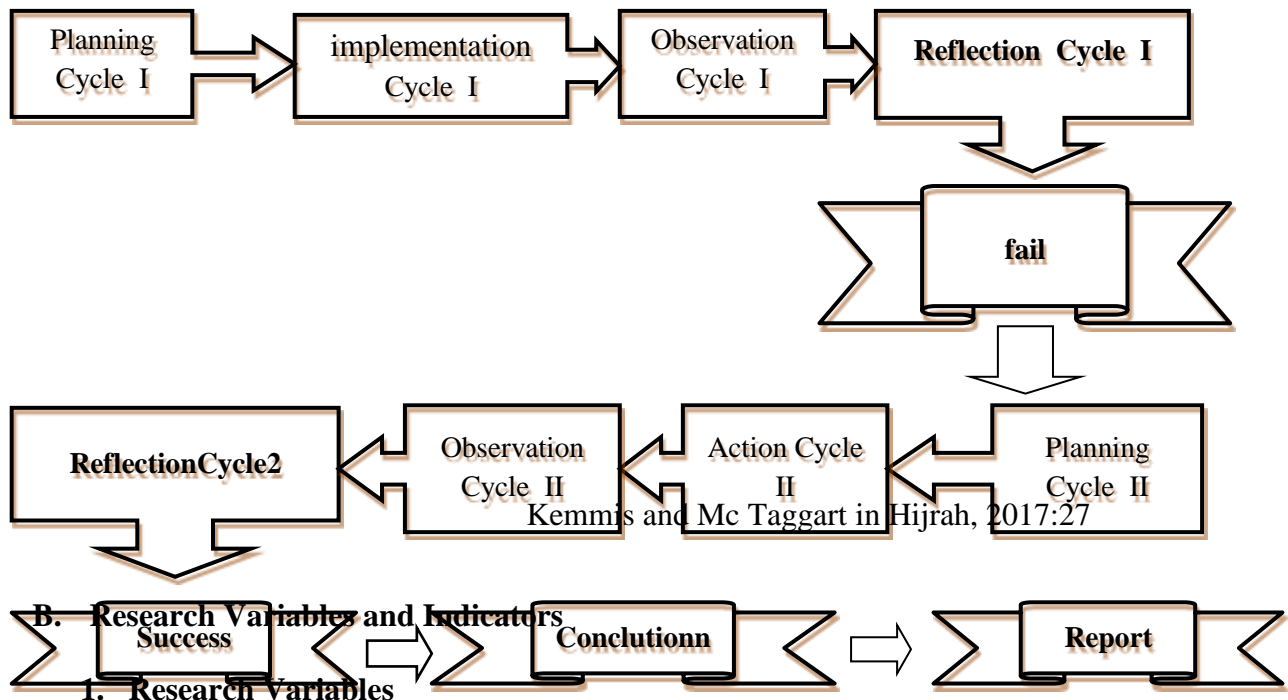 Planning
Cycle I
implementation
Cycle I
Observation
Cycle I
Reflection Cycle I
fail
Planning
Cycle II
Action Cycle
II
Observation
Cycle II
ReflectionCycle2
Kemmis and Mc Taggart in Hijrah, 2017:27
B. Research Variables and Indicators
Success
Conclutionn
Report
1. Research Variables